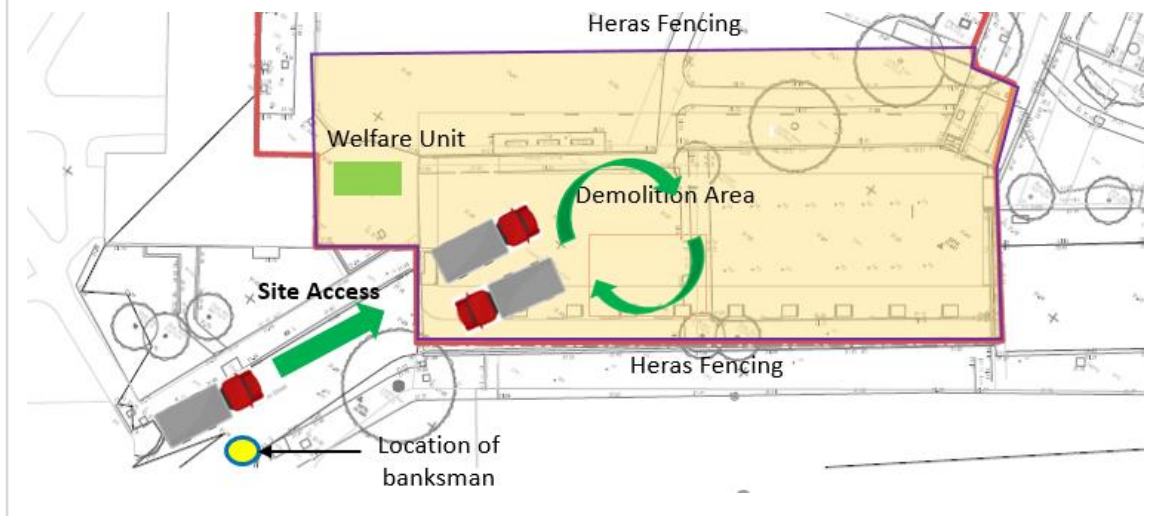 Heras Fencing
Welfare Unit
Demolition Area
Site Access
Heras Fencing
Location of
banksman